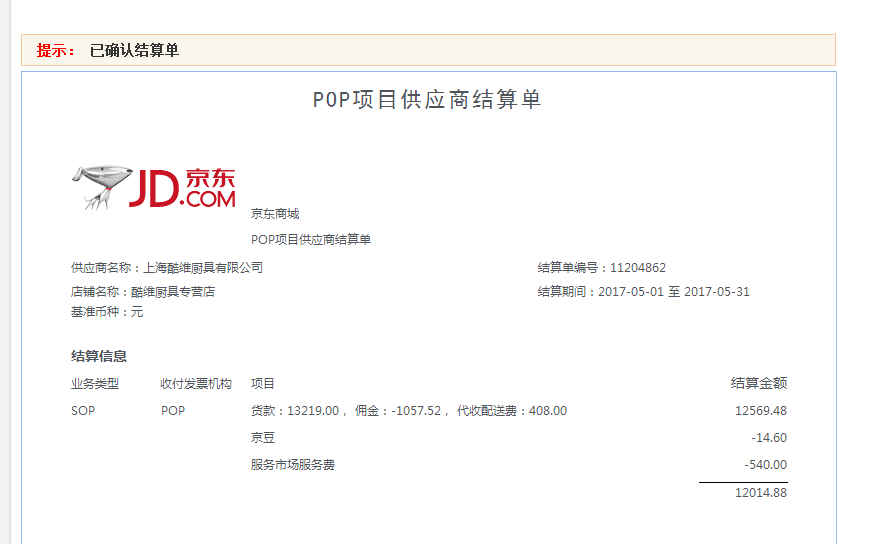 提示： 已确认结算单
POP项目供应商结算单
JD.COM 京东
京东商城
POP项目供应商结算单
供应商名称：上海酷维厨具有限公司 结算单编号：11204862
店铺名称：酷维厨具专营店 结算期间：2017-05-01 至 2017-05-31
基准币种：元
结算信息
业务类型 收付发票机构 项目 结算金额
SOP POP 货款：13219.00 ，佣金：-1057.52 ，代收配送费：408.00 12569.48
京豆 -14.60
服务市场服务费 -540.00
12014.88